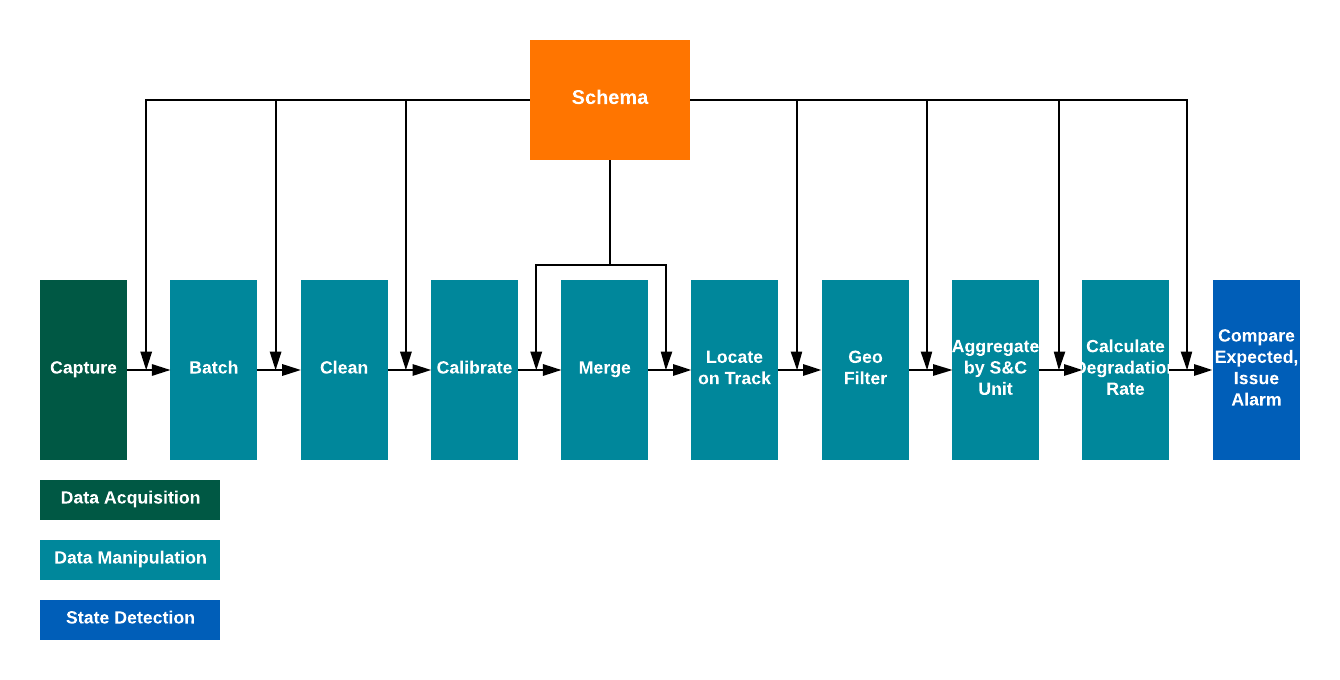 Schema
Capture
Batch
Clean
Calibrate
Merge
Locate
on Track
Geo
Filter
Aggregate
by S&C
Unit
Calculate
Degradation
Rate
Compare
Expected,
Issue
Alarm
Data Acquisition
Data Manipulation
State Detection